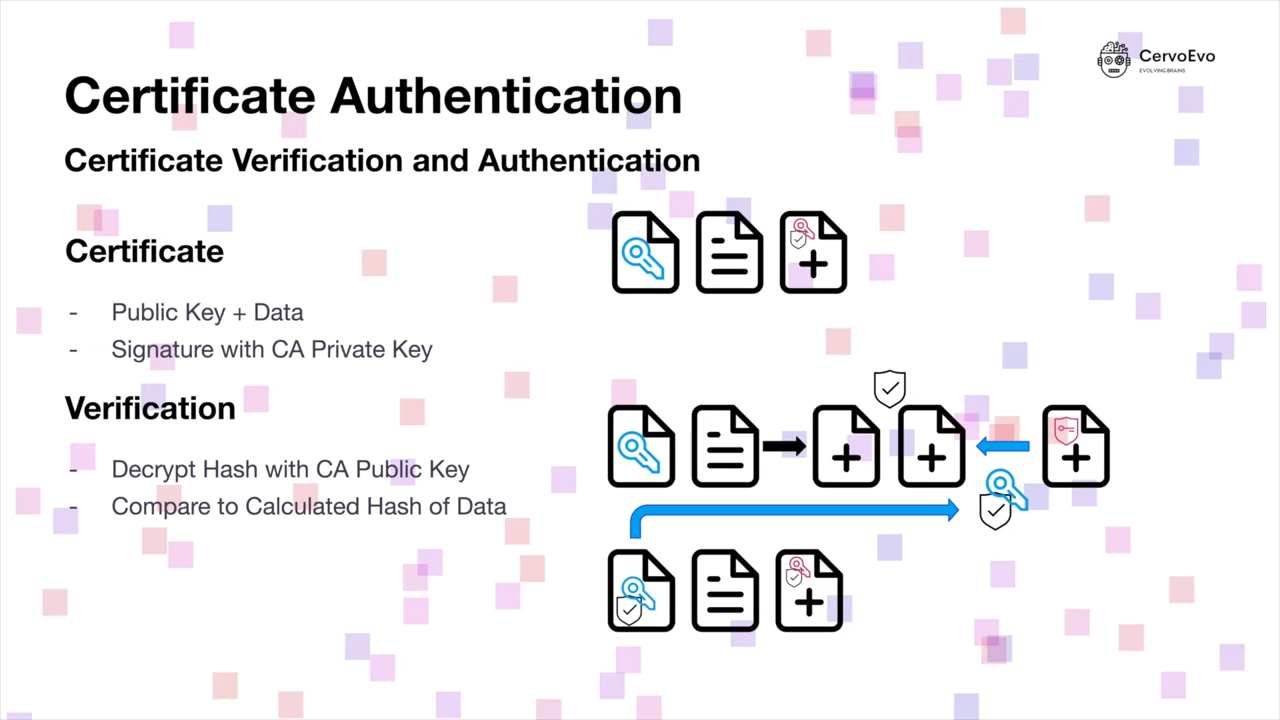 CervoEvo
EVOLVING BRAINS
Certificate Authentication
Certificate Verification and Authentication
Certificate
- Public Key + Data
- Signature with CA Private Key
Verification
- Decrypt Hash with CA Public Key
- Compare to Calculated Hash of Data